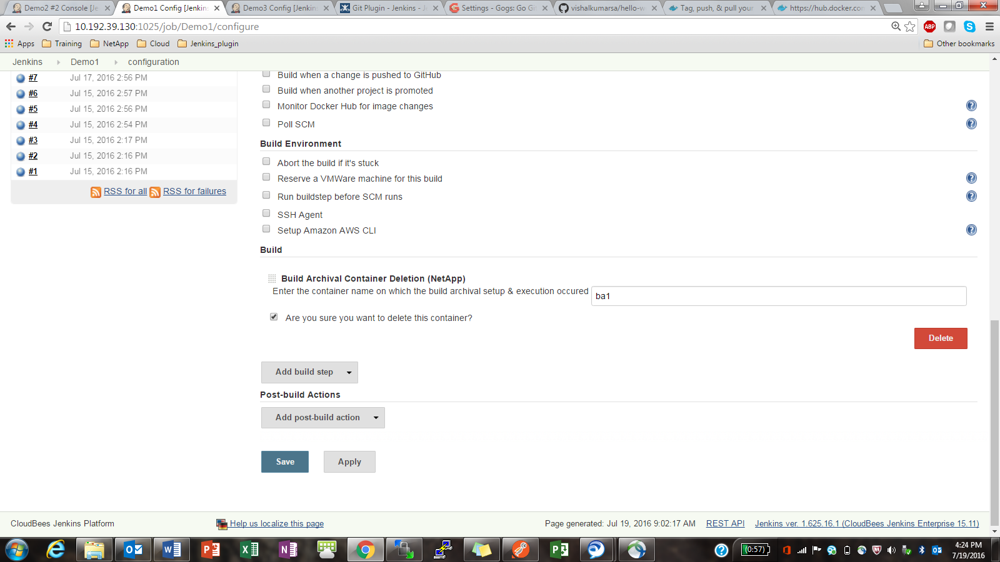 Demo2 #2 Console [Je
Demo1 Config [Jenkins
Demo3 Config [Jenkins
Git Plugin - Jenkins - J
Settings - Gogs: Go Gi
vishalkumarsa/hello-w
Tag, push, & pull your
https://hub.docker.co
10.192.39.130:1025/job/Demo1/configure
ABP
Apps
Training
NetApp
Cloud
Jenkins_plugin
Other bookmarks
Jenkins
Demo1
configuration
#7 Jul 17, 2016 2:56 PM
#6 Jul 15, 2016 2:57 PM
#5 Jul 15, 2016 2:56 PM
#4 Jul 15, 2016 2:54 PM
#3 Jul 15, 2016 2:17 PM
#2 Jul 15, 2016 2:16 PM
#1 Jul 15, 2016 2:16 PM
RSS for all RSS for failures
Build when a change is pushed to GitHub
Build when another project is promoted
Monitor Docker Hub for image changes
Poll SCM
Build Environment
Abort the build if it's stuck
Reserve a VMWare machine for this build
Run buildstep before SCM runs
SSH Agent
Setup Amazon AWS CLI
Build
Build Archival Container Deletion (NetApp)
Enter the container name on which the build archival setup & execution occured
ba1
Are you sure you want to delete this container?
Delete
Add build step
Post-build Actions
Add post-build action
Save
Apply
CloudBees Jenkins Platform
Help us localize this page
Page generated: Jul 19, 2016 9:02:17 AM
REST API
Jenkins ver. 1.625.16.1 (CloudBees Jenkins Enterprise 15.11)
(0:57)
4:24 PM
7/19/2016